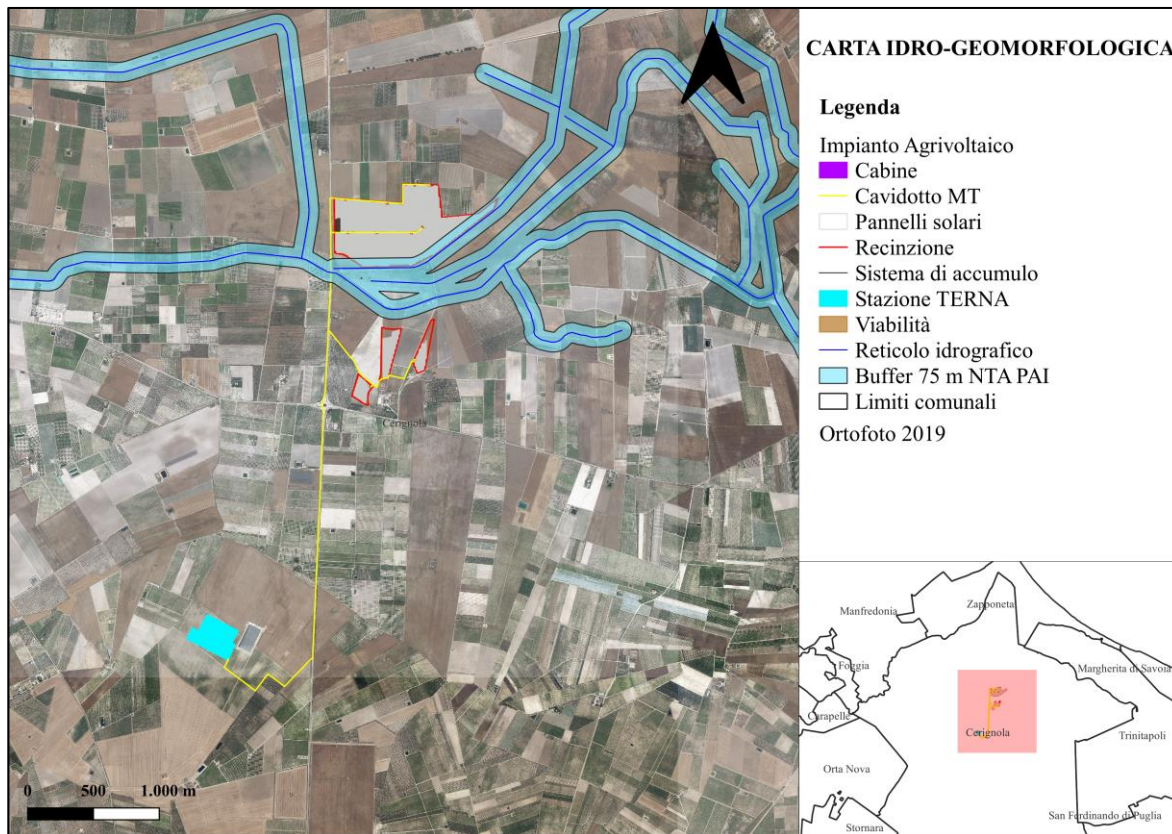 CARTA IDRO-GEOMORFOLOGICA
Legenda
Impianto Agrivoltaico
Cabine
Cavidotto MT
Pannelli solari
Recinzione
Sistema di accumulo
Stazione TERNA
Viabilità
Reticolo idrografico
Buffer 75 m NTA PAI
Limiti comunali
Ortofoto 2019
Cerignola
0 500 1.000 m
Manfredonia
Zapponeta
Foggia
Margherita di Savoia
Carapelle
Cerignola
Trinitapoli
Orta Nova
San Ferdinando di Puglia
Stornara